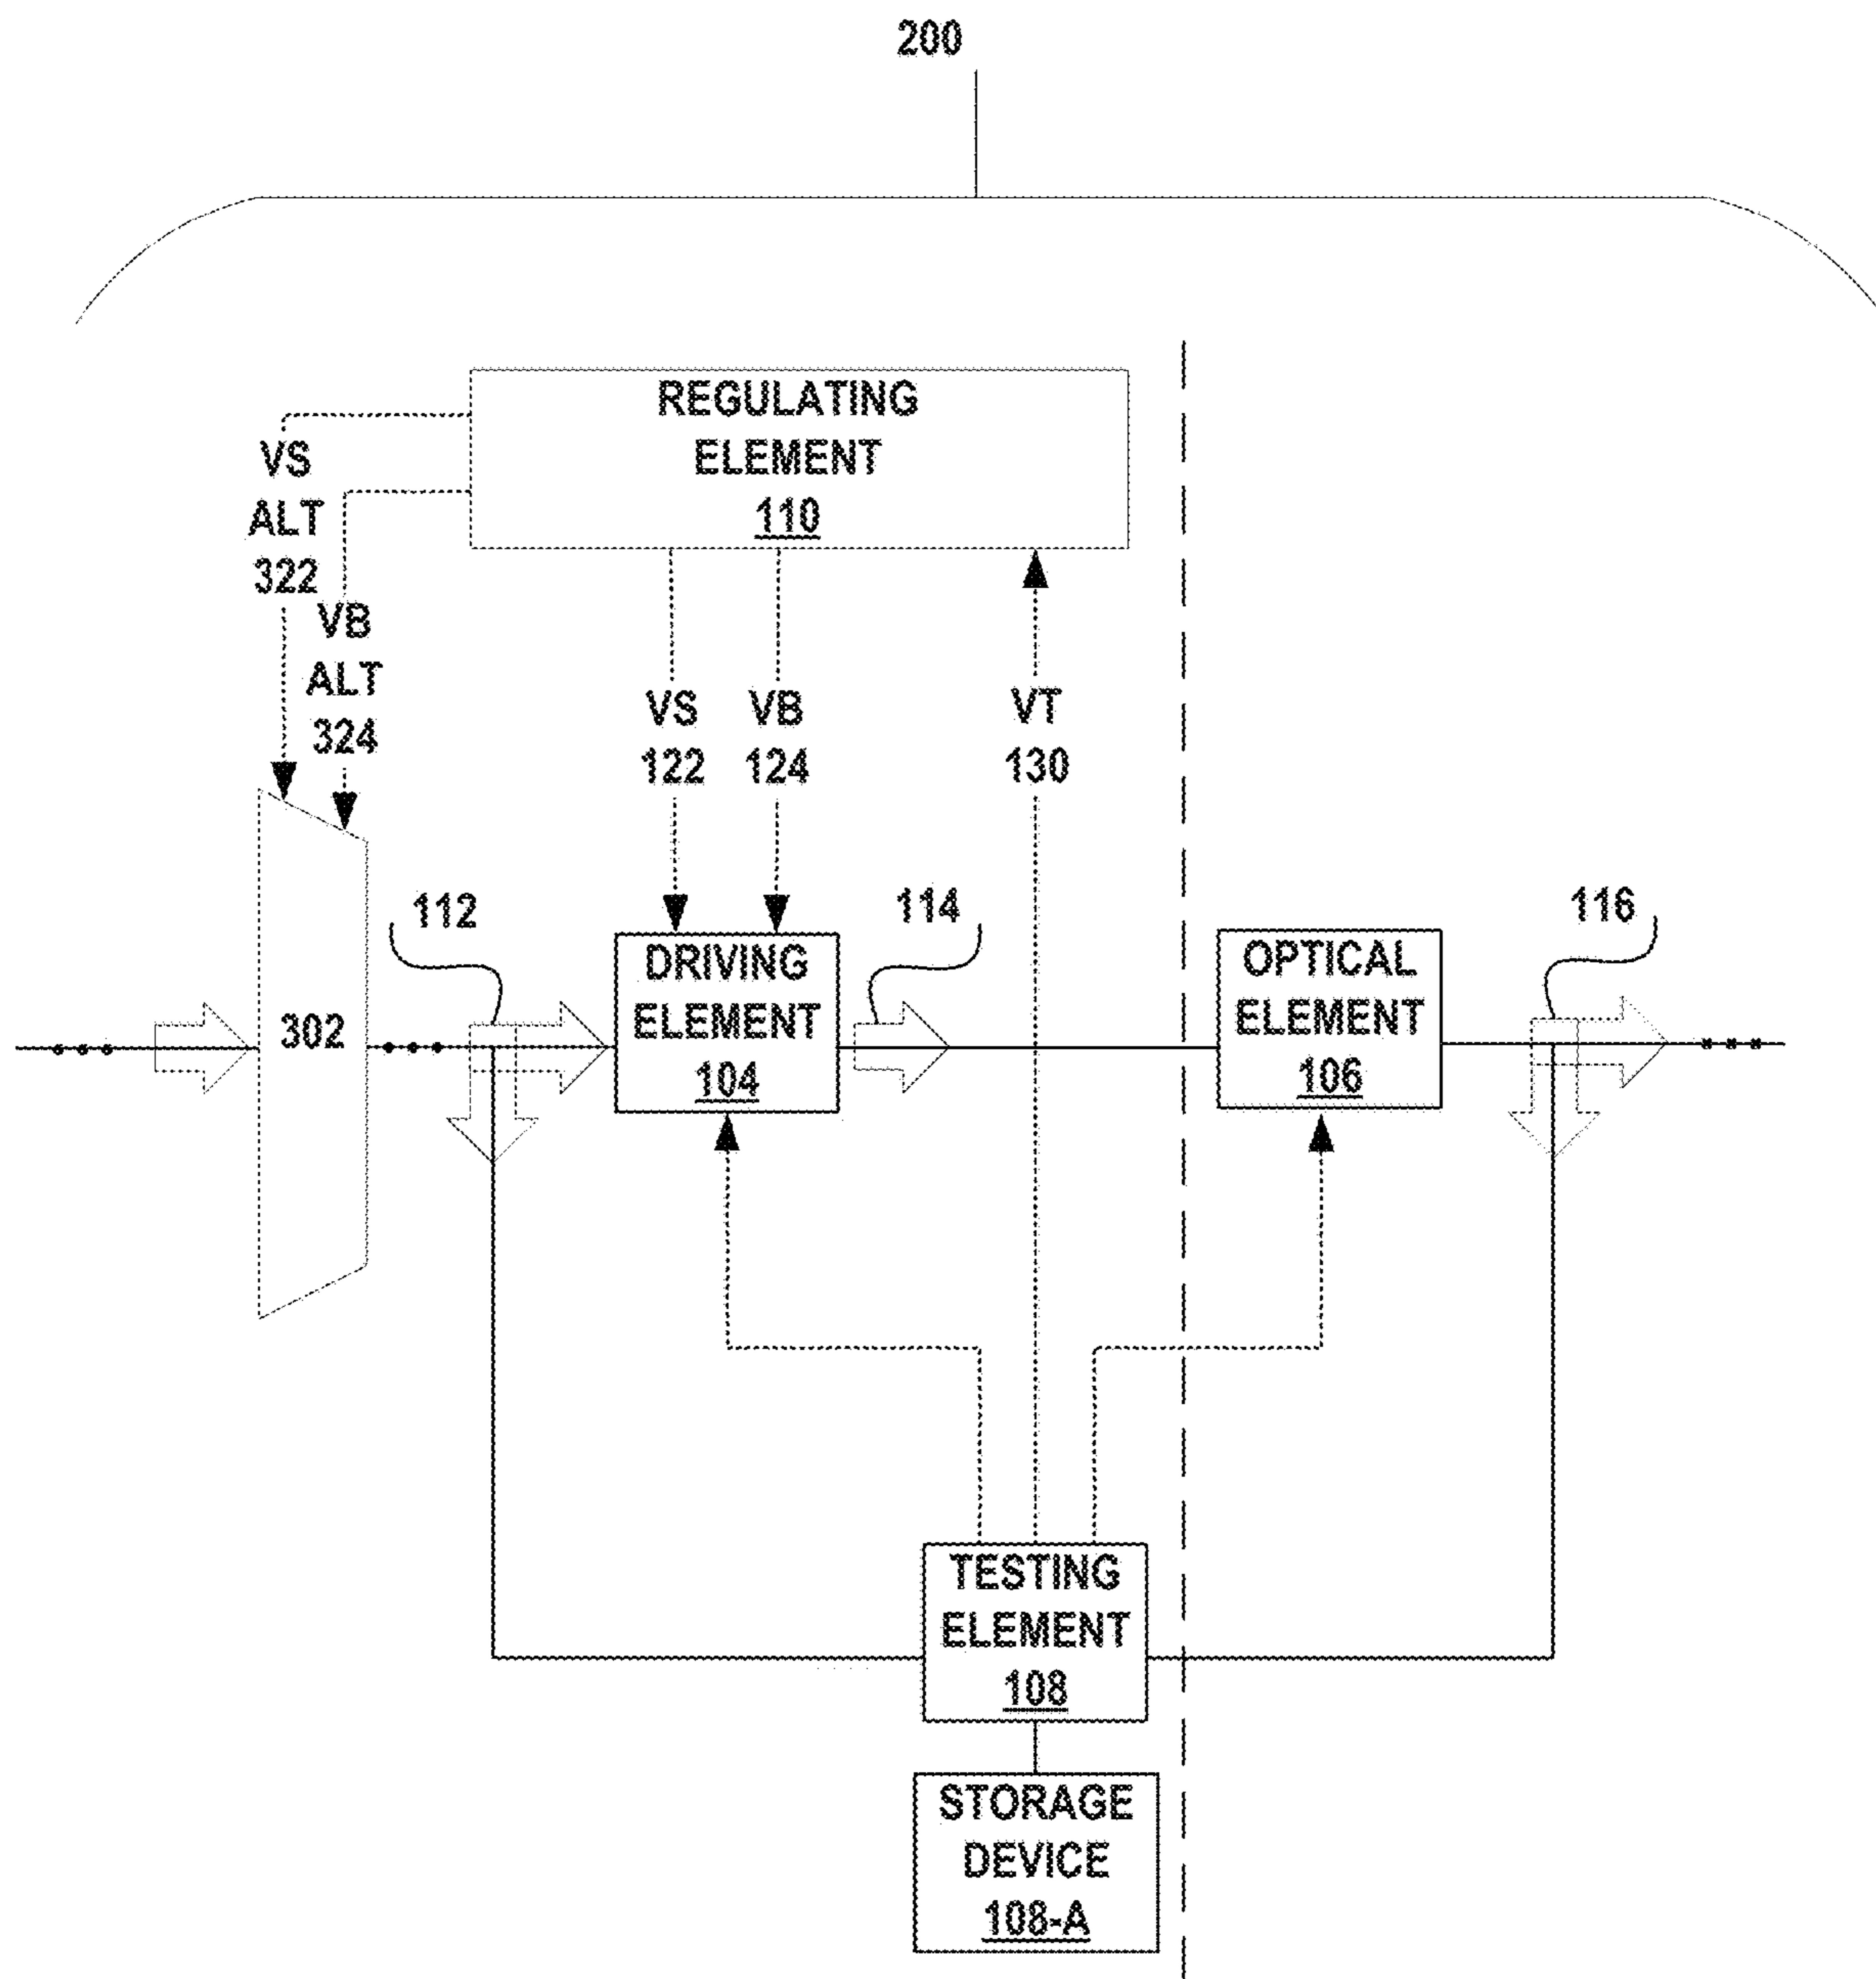 200
REGULATING
ELEMENT
110
VS
ALT
322
VB
ALT
324
VS
122
VB
124
VT
130
112
114
116
302
DRIVING
ELEMENT
104
OPTICAL
ELEMENT
106
TESTING
ELEMENT
108
STORAGE
DEVICE
108-A